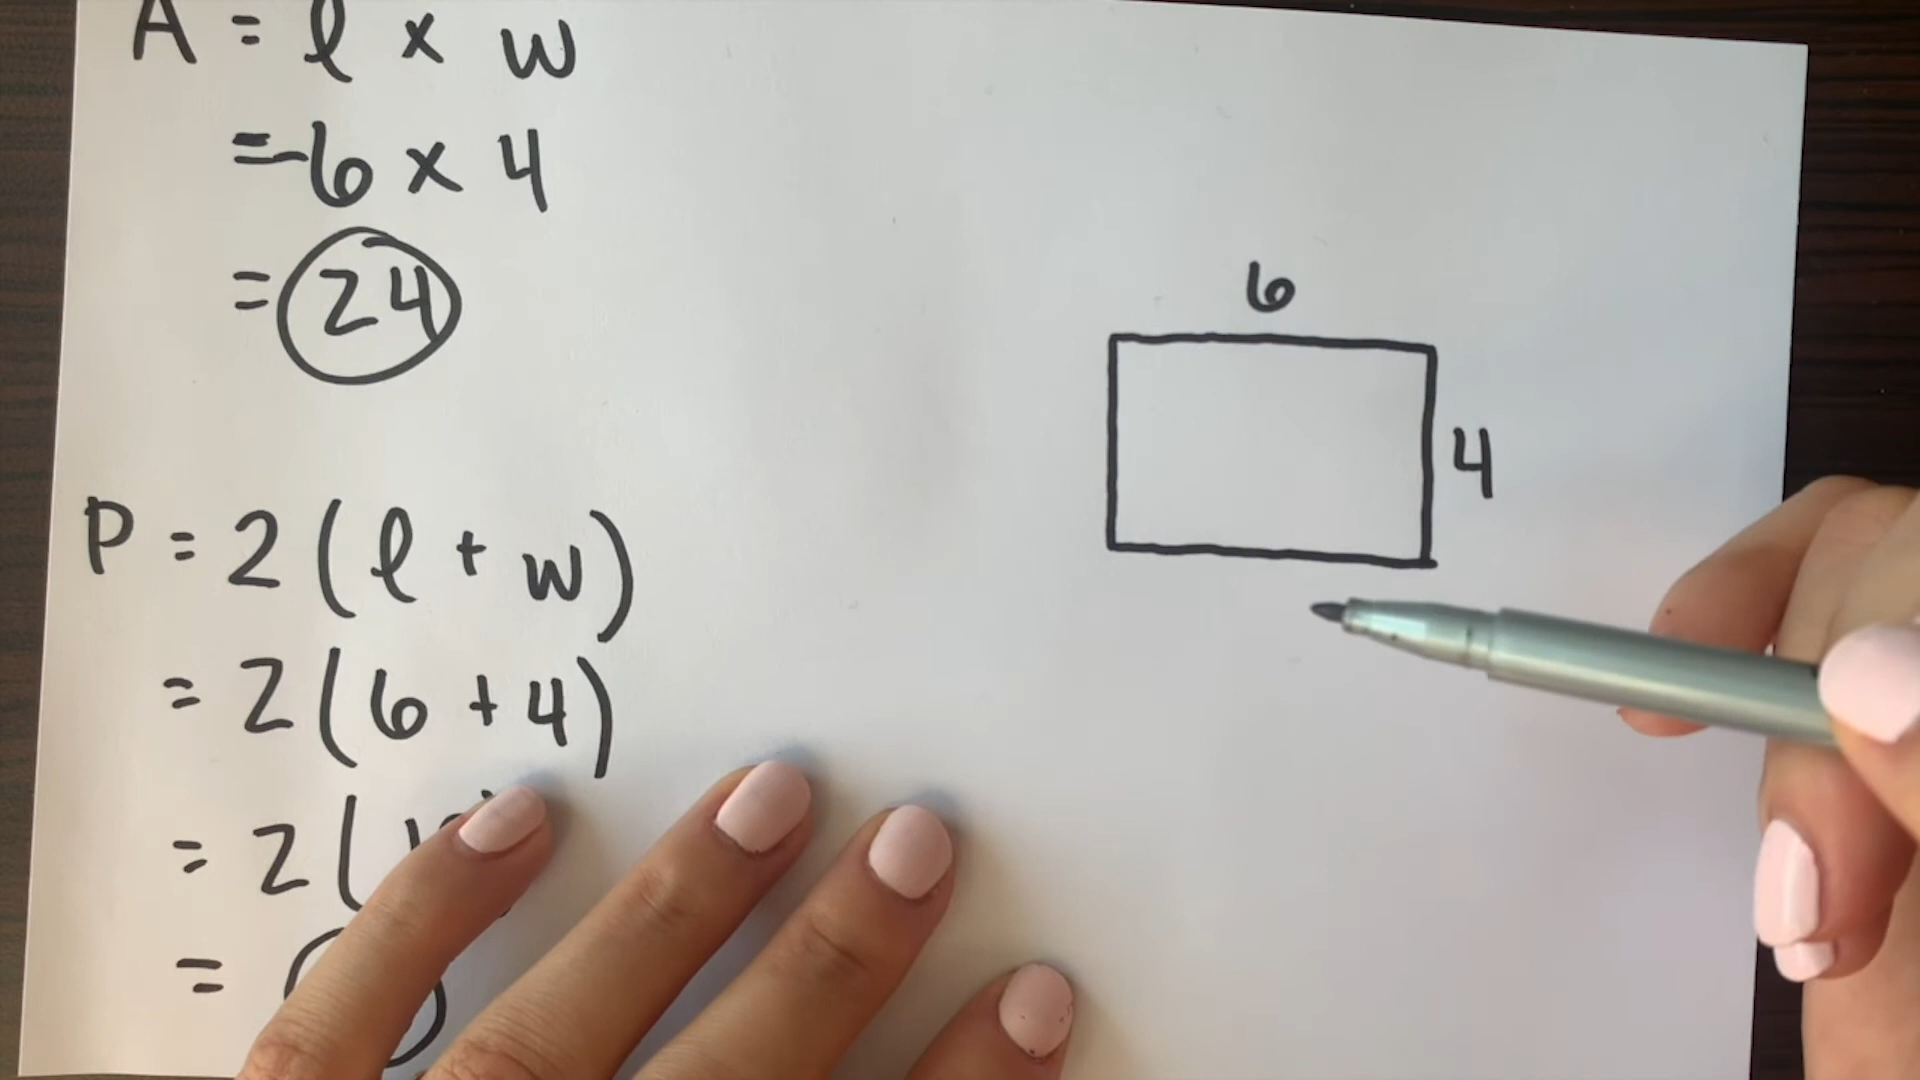 A = l x w
= 6 x 4
= 24
6
4
P = 2 ( l + w )
= 2 ( 6 + 4 )
= 2 (
=